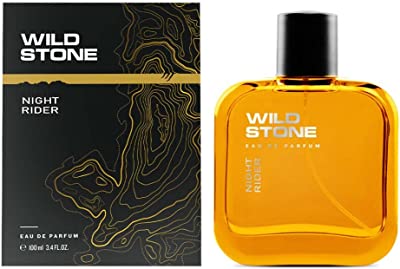 WILD
STONE
NIGHT
RIDER
EAU DE PARFUM
100ml 3.4 FL.OZ.
WILD
STONE
EAU DE PARFUM
NIGHT
RIDER